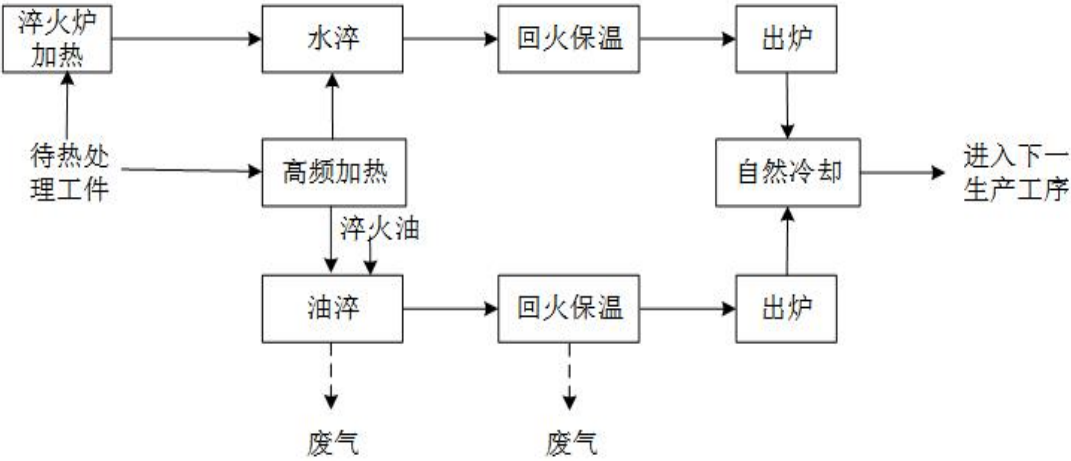 淬火炉
加热
水淬
回火保温
出炉
待热处
理工件
高频加热
自然冷却
进入下一
生产工序
淬火油
油淬
回火保温
出炉
废气
废气